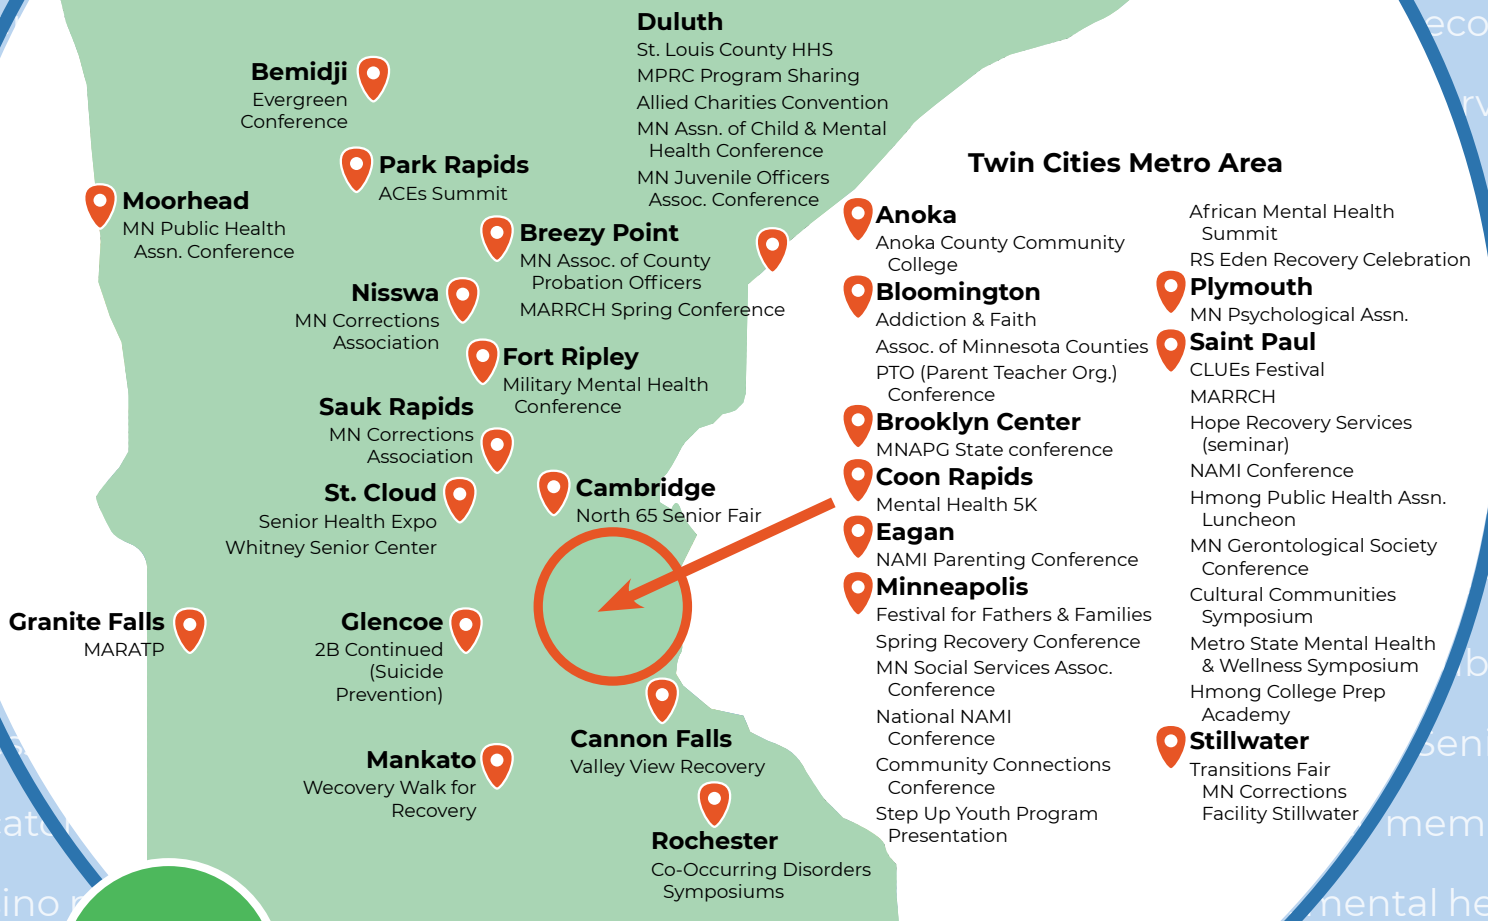 Duluth
St. Louis County HHS
MPRC Program Sharing
Allied Charities Convention
MN Assn. of Child & Mental
Health Conference
MN Juvenile Officers
Assoc. Conference
Bemidji
Evergreen
Conference
Park Rapids
ACEs Summit
Moorhead
MN Public Health
Assn. Conference
Breezy Point
MN Assoc. of County
Probation Officers
MARRCH Spring Conference
Nisswa
MN Corrections
Association
Fort Ripley
Military Mental Health
Conference
Sauk Rapids
MN Corrections
Association
St. Cloud
Senior Health Expo
Whitney Senior Center
Cambridge
North 65 Senior Fair
Granite Falls
MARATP
Glencoe
2B Continued
(Suicide
Prevention)
Mankato
Wecovery Walk for
Recovery
Cannon Falls
Valley View Recovery
Rochester
Co-Occurring Disorders
Symposiums
Twin Cities Metro Area
Anoka
Anoka County Community
College
Bloomington
Addiction & Faith
Assoc. of Minnesota Counties
PTO (Parent Teacher Org.)
Conference
Brooklyn Center
MNAPG State conference
Coon Rapids
Mental Health 5K
Eagan
NAMI Parenting Conference
Minneapolis
Festival for Fathers & Families
Spring Recovery Conference
MN Social Services Assoc.
Conference
National NAMI
Conference
Community Connections
Conference
Step Up Youth Program
Presentation
African Mental Health
Summit
RS Eden Recovery Celebration
Plymouth
MN Psychological Assn.
Saint Paul
CLUEs Festival
MARRCH
Hope Recovery Services
(seminar)
NAMI Conference
Hmong Public Health Assn.
Luncheon
MN Gerontological Society
Conference
Cultural Communities
Symposium
Metro State Mental Health
& Wellness Symposium
Hmong College Prep
Academy
Stillwater
Transitions Fair
MN Corrections
Facility Stillwater